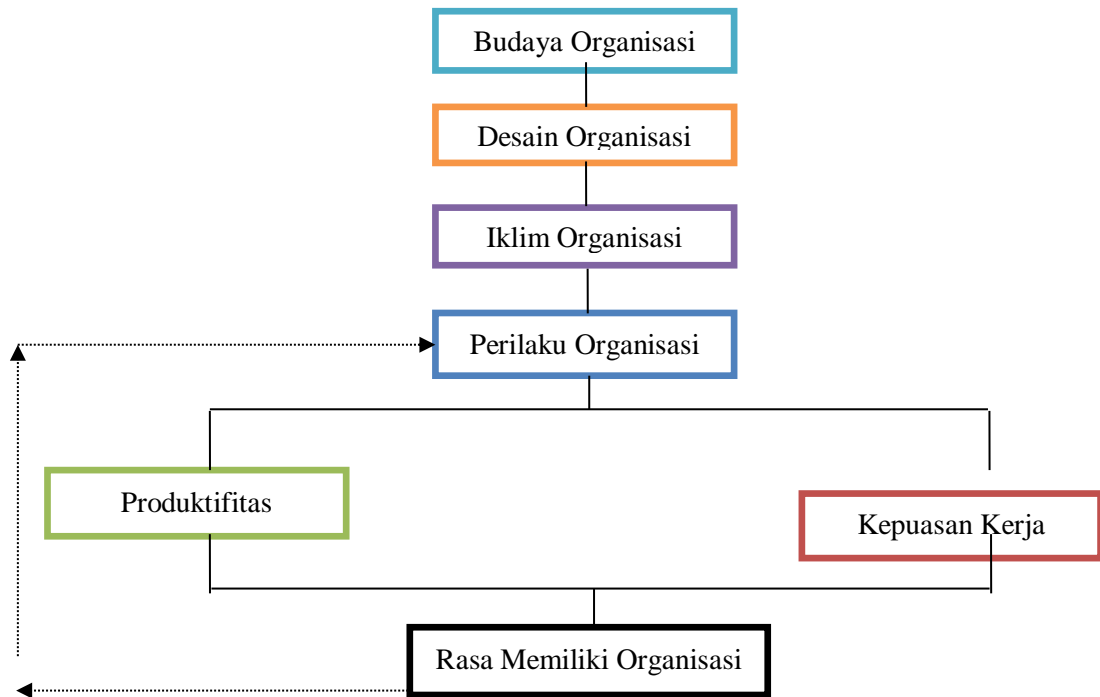 Budaya Organisasi
Desain Organisasi
Iklim Organisasi
Perilaku Organisasi
Produktifitas
Kepuasan Kerja
Rasa Memiliki Organisasi